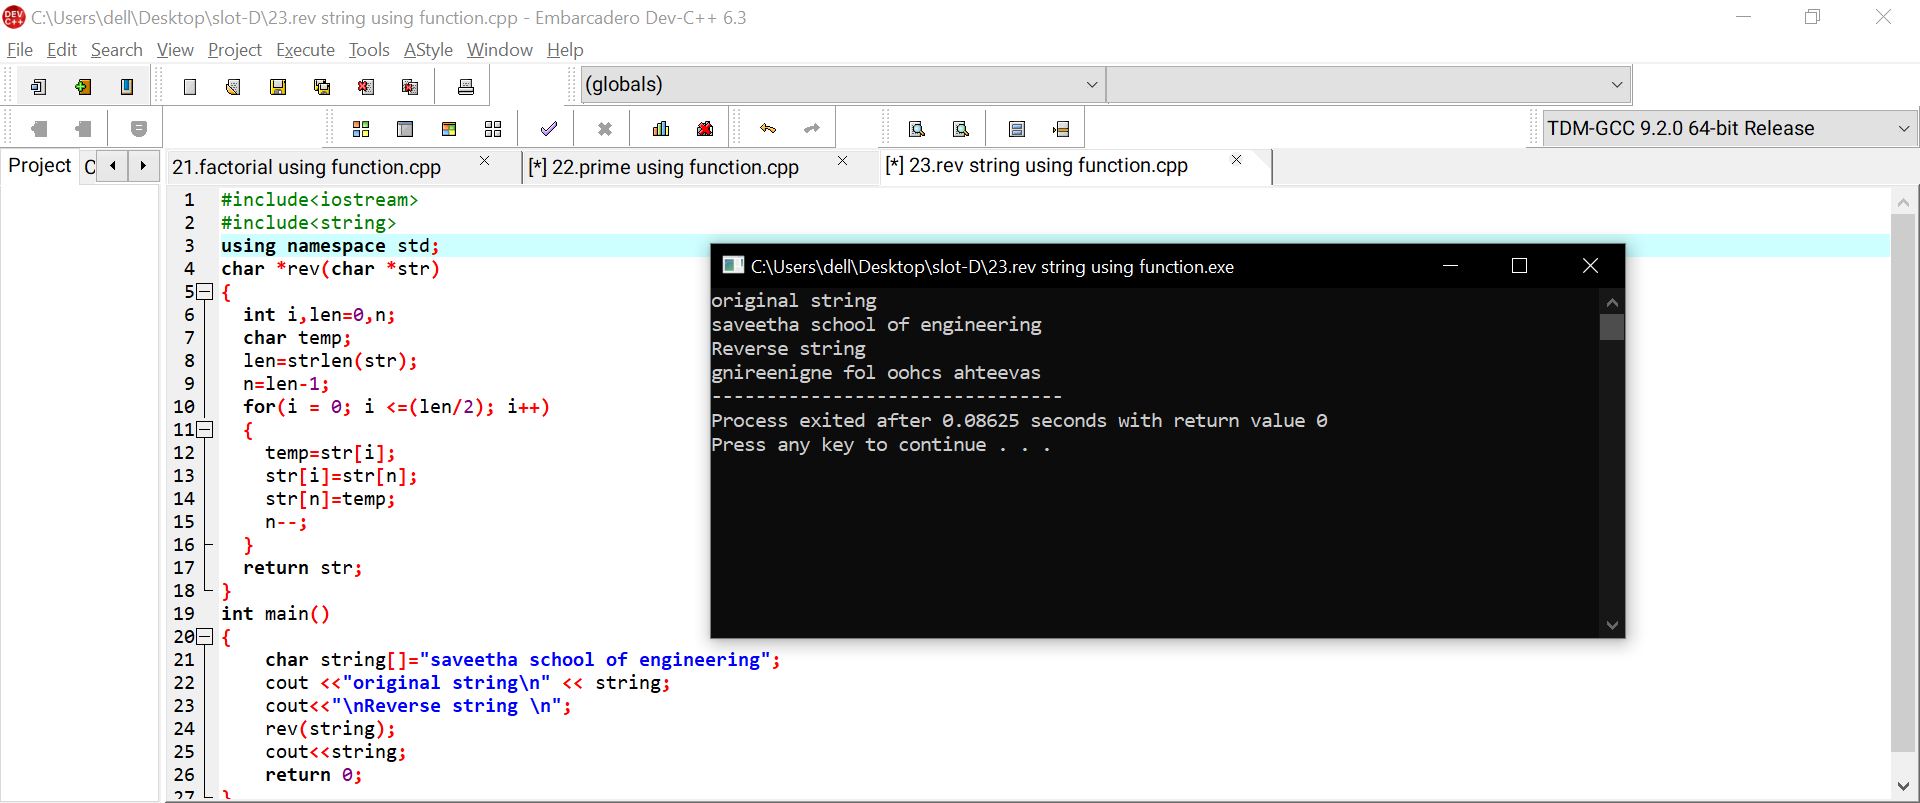 C:\Users\dell\Desktop\slot-D\23.rev string using function.cpp - Embarcadero Dev-C++ 6.3
File Edit Search View Project Execute Tools AStyle Window Help
(globals)
TDM-GCC 9.2.0 64-bit Release
Project
21.factorial using function.cpp
[*] 22.prime using function.cpp
[*] 23.rev string using function.cpp
1 #include<iostream>
2 #include<string>
3 using namespace std;
4 char *rev(char *str)
5 {
6 int i,len=0,n;
7 char temp;
8 len=strlen(str);
9 n=len-1;
10 for(i = 0; i <=(len/2); i++)
11 {
12 temp=str[i];
13 str[i]=str[n];
14 str[n]=temp;
15 n--;
16 }
17 return str;
18 }
19 int main()
20 {
21 char string[]="saveetha school of engineering";
22 cout <<"original string\n" << string;
23 cout<<"\nReverse string \n";
24 rev(string);
25 cout<<string;
26 return 0;
27 }
C:\Users\dell\Desktop\slot-D\23.rev string using function.exe
original string
saveetha school of engineering
Reverse string
gnireenigne fol oohcs ahteevas
--------------------------------
Process exited after 0.08625 seconds with return value 0
Press any key to continue . . .